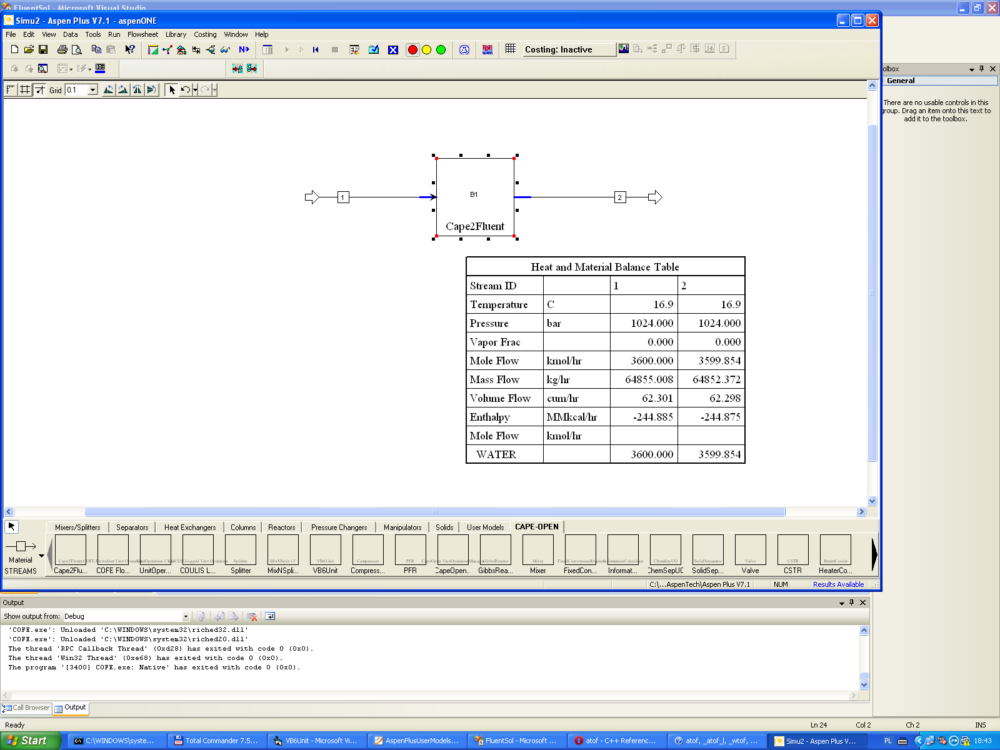 FluentSol - Microsoft Visual Studio
Simu2 - Aspen Plus V7.1 - aspenONE
File Edit View Data Tools Run Flowsheet Library Costing Window Help
N> Costing: Inactive
Grid 0.1
olbox
General
There are no usable controls in this
group. Drag an item onto this text to
add it to the toolbox.
1 B1 2
Cape2Fluent
Heat and Material Balance Table
Stream ID 1 2
Temperature C 16.9 16.9
Pressure bar 1024.000 1024.000
Vapor Frac 0.000 0.000
Mole Flow kmol/hr 3600.000 3599.854
Mass Flow kg/hr 64855.008 64852.372
Volume Flow cum/hr 62.301 62.298
Enthalpy MMkcal/hr -244.885 -244.875
Mole Flow kmol/hr
WATER 3600.000 3599.854
Mixers/Splitters Separators Heat Exchangers Columns Reactors Pressure Changers Manipulators Solids User Models CAPE-OPEN
Material
STREAMS
Cape2Flu... COFE Flo... UnitOper... COULIS L... Splitter MixNSpli... VB6Unit Compress... PFR CapeOpen... GibbsRea... Mixer FixedCon... Informat... ChemSepUO SolidSep... Valve CSTR HeaterCo...
C:\...AspenTech\Aspen Plus V7.1 NUM Results Available
Output
Show output from: Debug
'COFE.exe': Unloaded 'C:\WINDOWS\system32\riched32.dll'
'COFE.exe': Unloaded 'C:\WINDOWS\system32\riched20.dll'
The thread 'RPC Callback Thread' (0xd28) has exited with code 0 (0x0).
The thread 'Win32 Thread' (0xe68) has exited with code 0 (0x0).
The program '[3400] COFE.exe: Native' has exited with code 0 (0x0).
Call Browser Output
Ready Ln 24 Col 2 Ch 2 INS
Start C:\WINDOWS\syste... Total Commander 7.5... VB6Unit - Microsoft Vi... AspenPlusUserModels... FluentSol - Microsoft ... atof - C++ Referenc... atof, _atof_l, _wtof, ... Simu2 - Aspen Plus V... PL 18:43